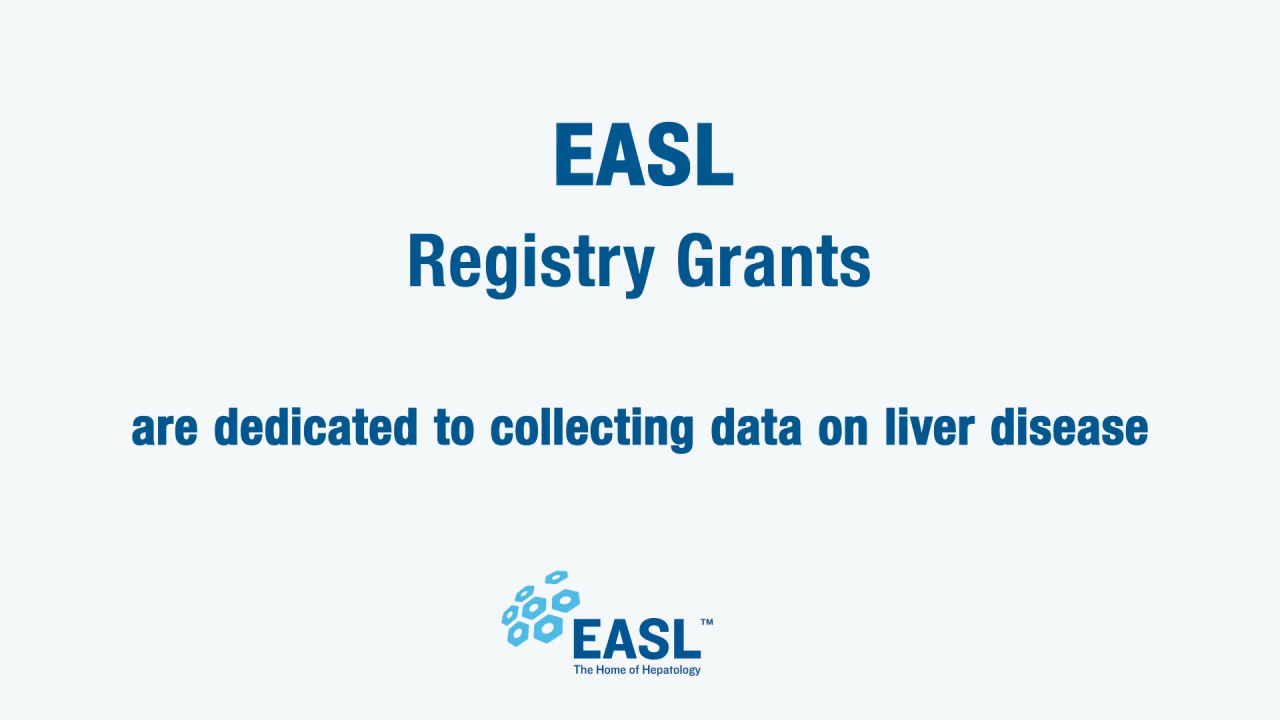 EASL
Registry Grants
are dedicated to collecting data on liver disease
EASL™
The Home of Hepatology